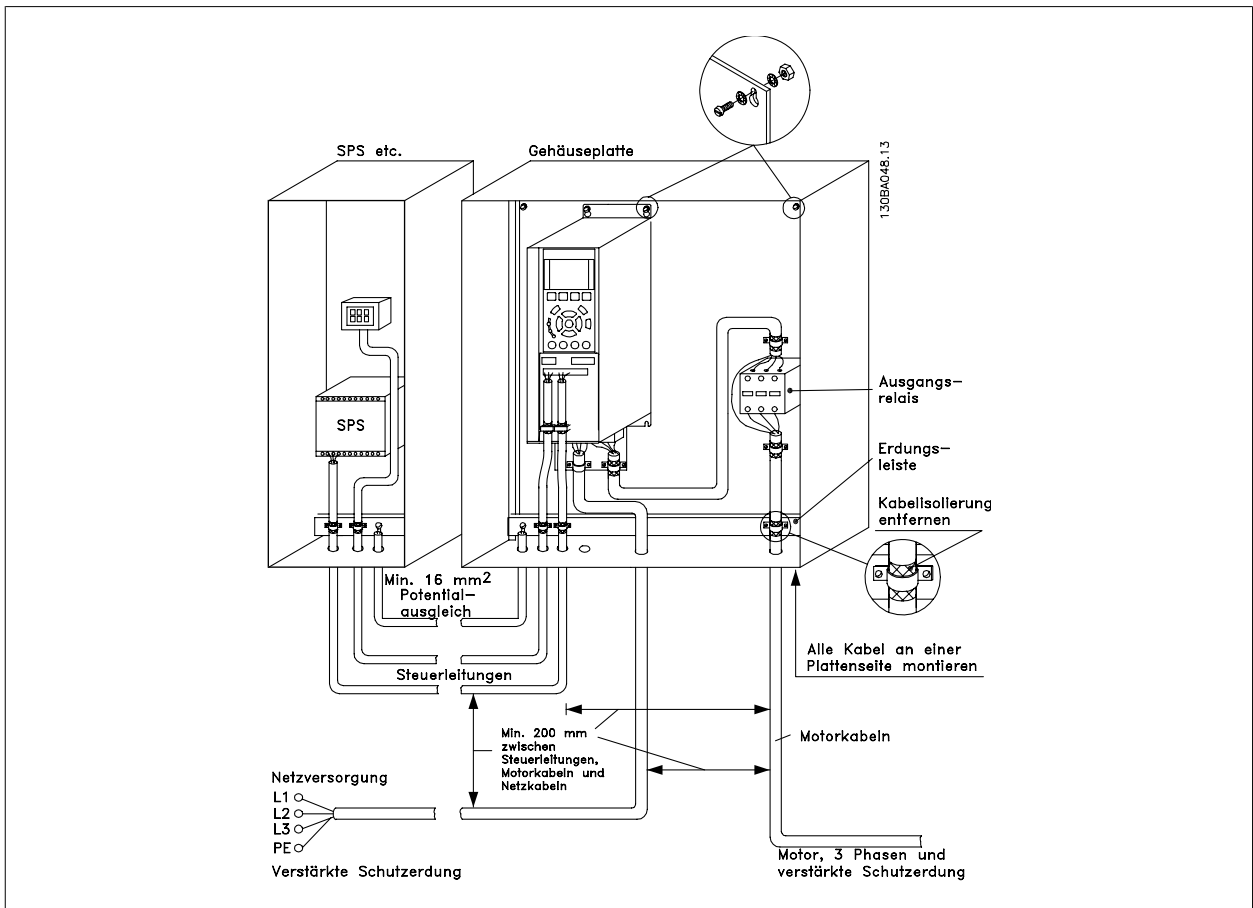 SPS etc.
Gehäuseplatte
130BA048.13
SPS
Ausgangs-
relais
Erdungs-
leiste
Kabelisolierung
entfernen
Min. 16 mm²
Potential-
ausgleich
Alle Kabel an einer
Plattenseite montieren
Steuerleitungen
Min. 200 mm
zwischen
Steuerleitungen,
Motorkabeln und
Netzkabeln
Motorkabeln
Netzversorgung
L1
L2
L3
PE
Verstärkte Schutzerdung
Motor, 3 Phasen und
verstärkte Schutzerdung